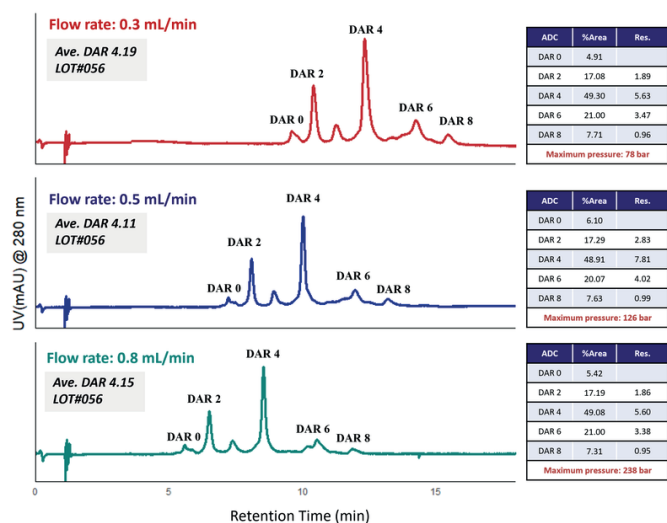 Flow rate: 0.3 mL/min
Ave. DAR 4.19
LOT#056
DAR 0
DAR 2
DAR 4
DAR 6
DAR 8
ADC %Area Res.
DAR 0 4.91
DAR 2 17.08 1.89
DAR 4 49.30 5.63
DAR 6 21.00 3.47
DAR 8 7.71 0.96
Maximum pressure: 78 bar
Flow rate: 0.5 mL/min
Ave. DAR 4.11
LOT#056
DAR 0
DAR 2
DAR 4
DAR 6
DAR 8
ADC %Area Res.
DAR 0 6.10
DAR 2 17.29 2.83
DAR 4 48.91 7.81
DAR 6 20.07 4.02
DAR 8 7.63 0.99
Maximum pressure: 126 bar
UV(mAU) @ 280 nm
Flow rate: 0.8 mL/min
Ave. DAR 4.15
LOT#056
DAR 0
DAR 2
DAR 4
DAR 6
DAR 8
ADC %Area Res.
DAR 0 5.42
DAR 2 17.19 1.86
DAR 4 49.08 5.60
DAR 6 21.00 3.38
DAR 8 7.31 0.95
Maximum pressure: 238 bar
0 5 10 15
Retention Time (min)